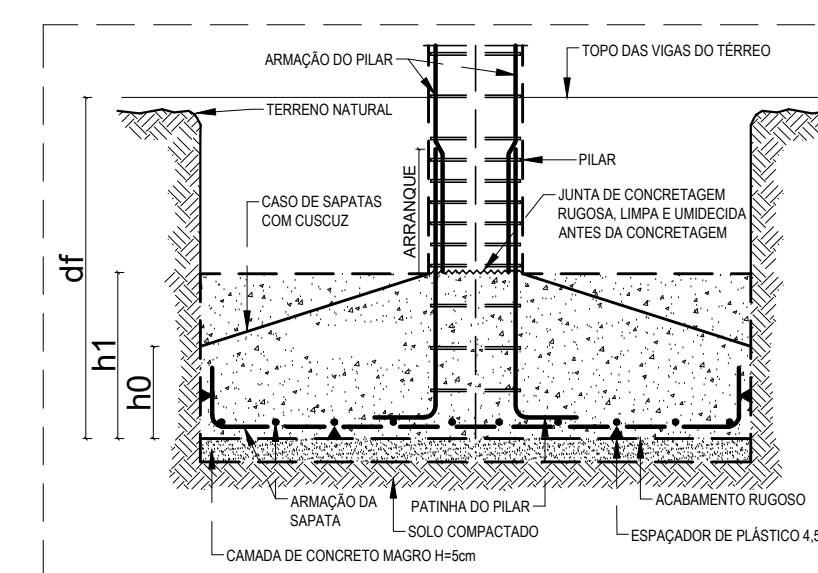 ARMAÇÃO DO PILAR
TOPO DAS VIGAS DO TÉRREO
TERRENO NATURAL
PILAR
ARRANQUE
CASO DE SAPATAS
COM CUSCUZ
JUNTA DE CONCRETAGEM
RUGOSA, LIMPA E UMIDECIDA
ANTES DA CONCRETAGEM
df
h1
h0
ARMAÇÃO DA
SAPATA
PATINHA DO PILAR
ACABAMENTO RUGOSO
SOLO COMPACTADO
ESPAÇADOR DE PLÁSTICO 4,5
CAMADA DE CONCRETO MAGRO H=5cm